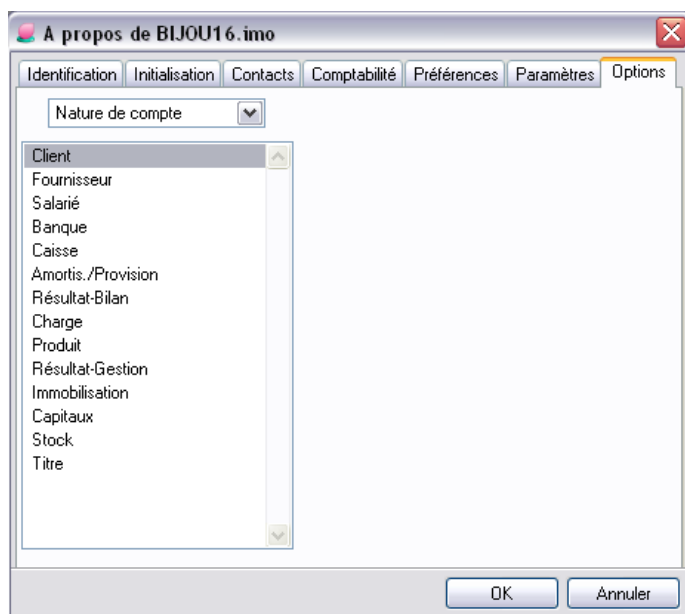 A propos de BIJOU16.imo
Identification Initialisation Contacts Comptabilité Préférences Paramètres Options
Nature de compte
Client
Fournisseur
Salarié
Banque
Caisse
Amortis./Provision
Résultat-Bilan
Charge
Produit
Résultat-Gestion
Immobilisation
Capitaux
Stock
Titre
OK Annuler